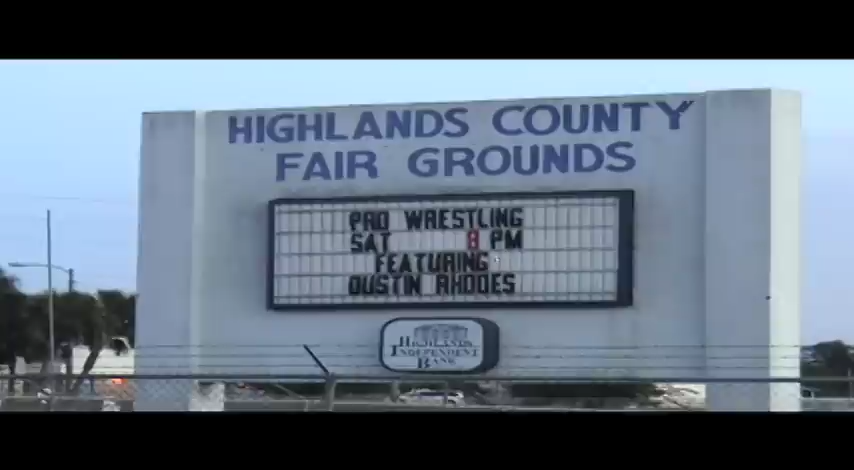 HIGHLANDS COUNTY
FAIR GROUNDS
PRO WRESTLING
SAT 8 PM
FEATURING
DUSTIN RHODES
HIGHLANDS
INDEPENDENT
BANK